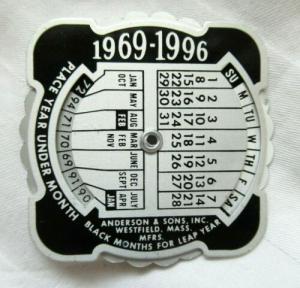 1969-1996
PLACE YEAR UNDER MONTH
JAN OCT
MAY
AUG FEB
FEB MAR NOV
JUNE
SEPT DEC
JULY APR JAN
SU M TU W TH F SA
1 2 3 4 5 6 7
8 9 10 11 12 13 14
15 16 17 18 19 20 21
22 23 24 25 26 27 28
29 30 31
ANDERSON & SONS, INC.
WESTFIELD, MASS.
MFRS.
BLACK MONTHS FOR LEAP YEAR